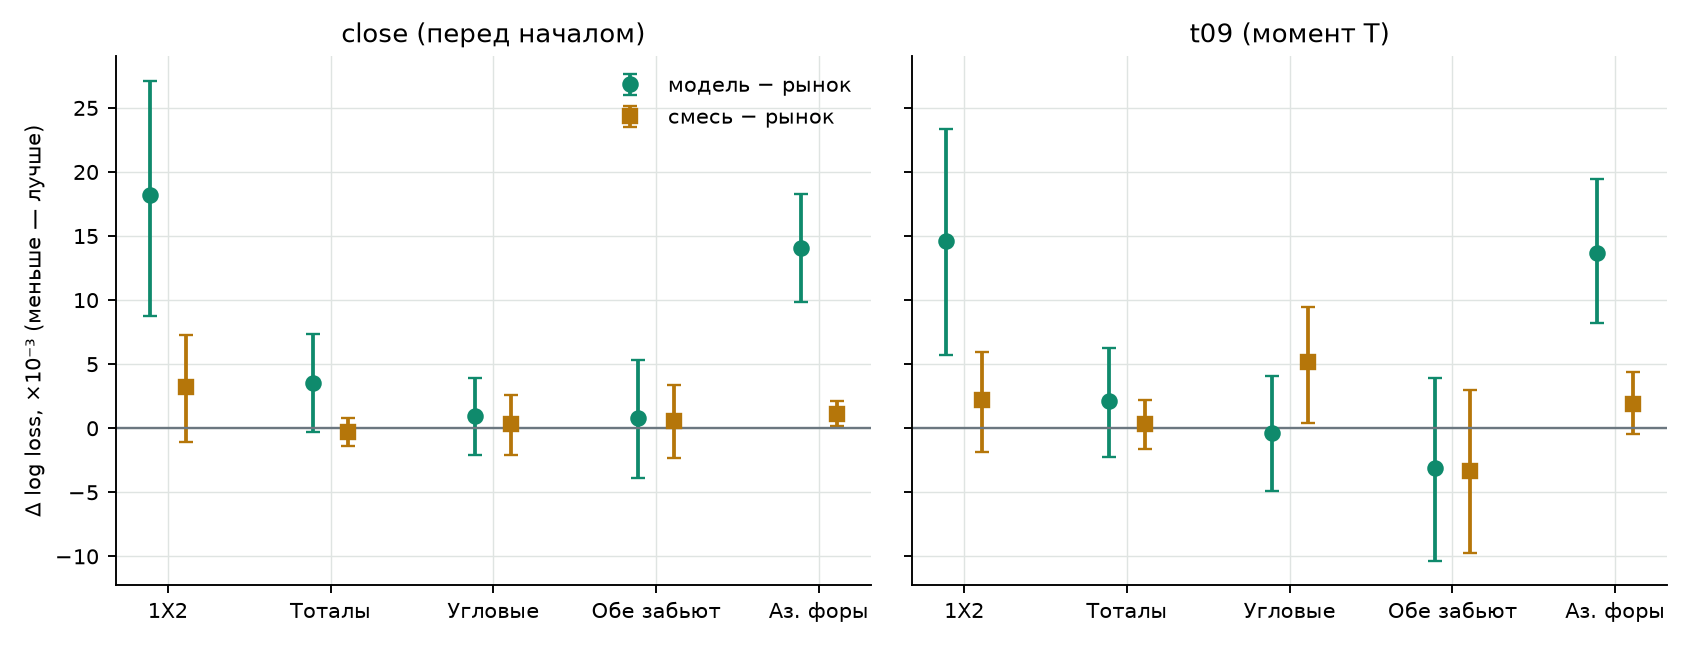 close (перед началом)
t09 (момент T)
модель − рынок
смесь − рынок
Δ log loss, ×10⁻³ (меньше — лучше)
25
20
15
10
5
0
−5
−10
1X2
Тоталы
Угловые
Обе забьют
Аз. форы
1X2
Тоталы
Угловые
Обе забьют
Аз. форы